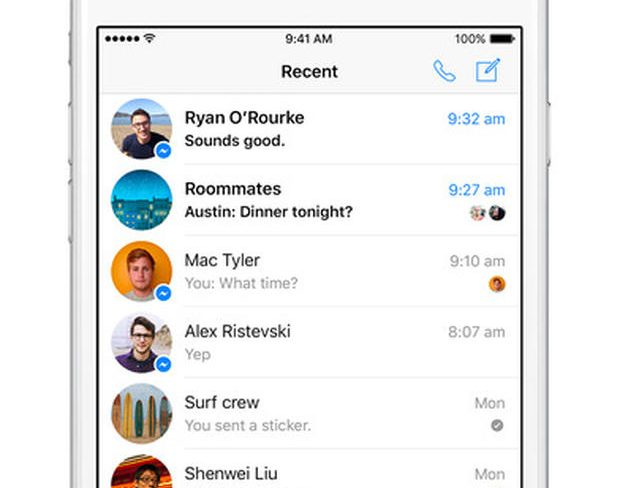 9:41 AM
100%
Recent
Ryan O'Rourke
9:32 am
Sounds good.
Roommates
9:27 am
Austin: Dinner tonight?
Mac Tyler
9:10 am
You: What time?
Alex Ristevski
8:07 am
Yep
Surf crew
Mon
You sent a sticker.
Shenwei Liu
Mon